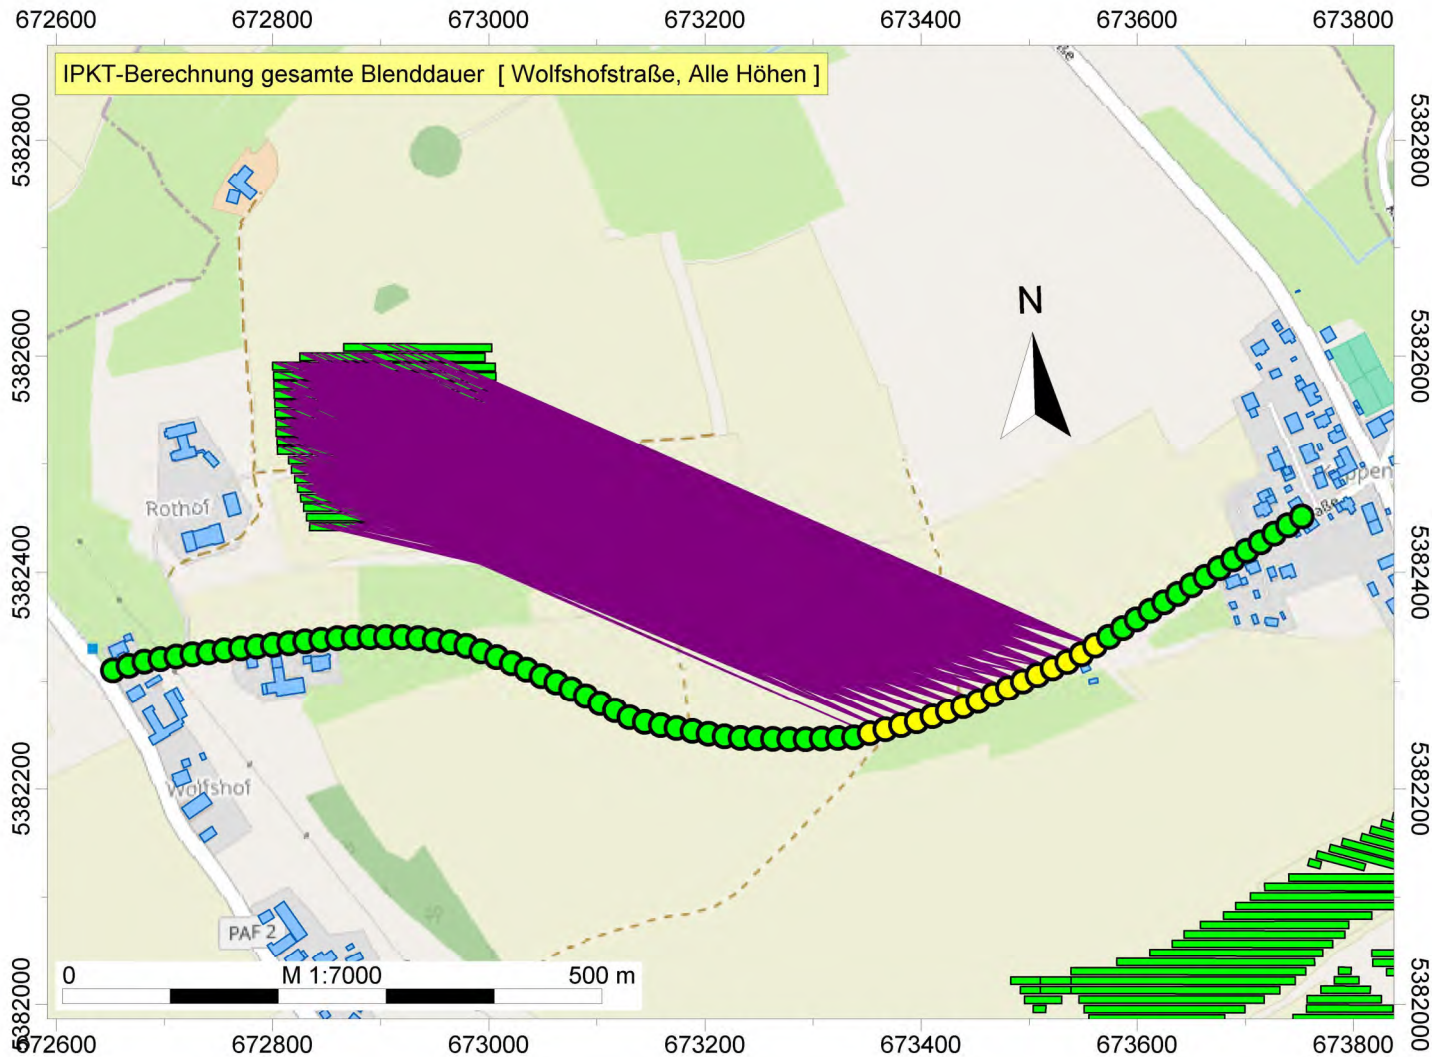 672600 672800 673000 673200 673400 673600 673800
IPKT-Berechnung gesamte Blenddauer [ Wolfshofstraße, Alle Höhen ]
5382800 5382800
N
5382600 5382600
Rothof
5382400 5382400
5382200 5382200
Wolfshof
PAF 2
0 M 1:7000 500 m
5382000 5382000
672600 672800 673000 673200 673400 673600 673800